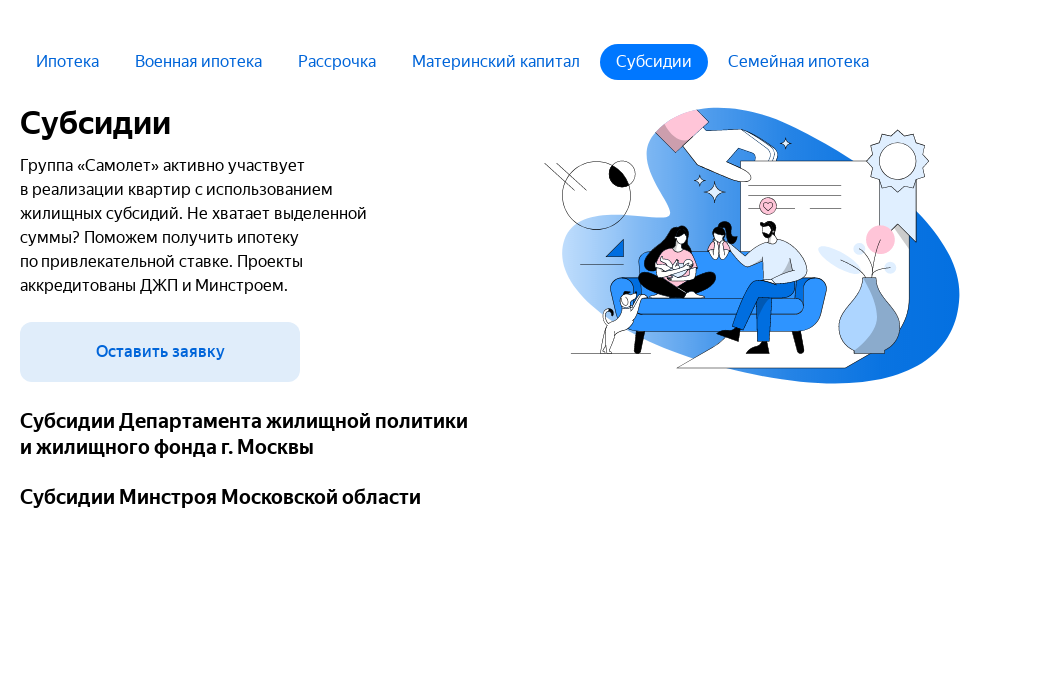 Ипотека Военная ипотека Рассрочка Материнский капитал Субсидии Семейная ипотека
Субсидии
Группа «Самолет» активно участвует
в реализации квартир с использованием
жилищных субсидий. Не хватает выделенной
суммы? Поможем получить ипотеку
по привлекательной ставке. Проекты
аккредитованы ДЖП и Минстроем.
Оставить заявку
Субсидии Департамента жилищной политики
и жилищного фонда г. Москвы
Субсидии Минстроя Московской области